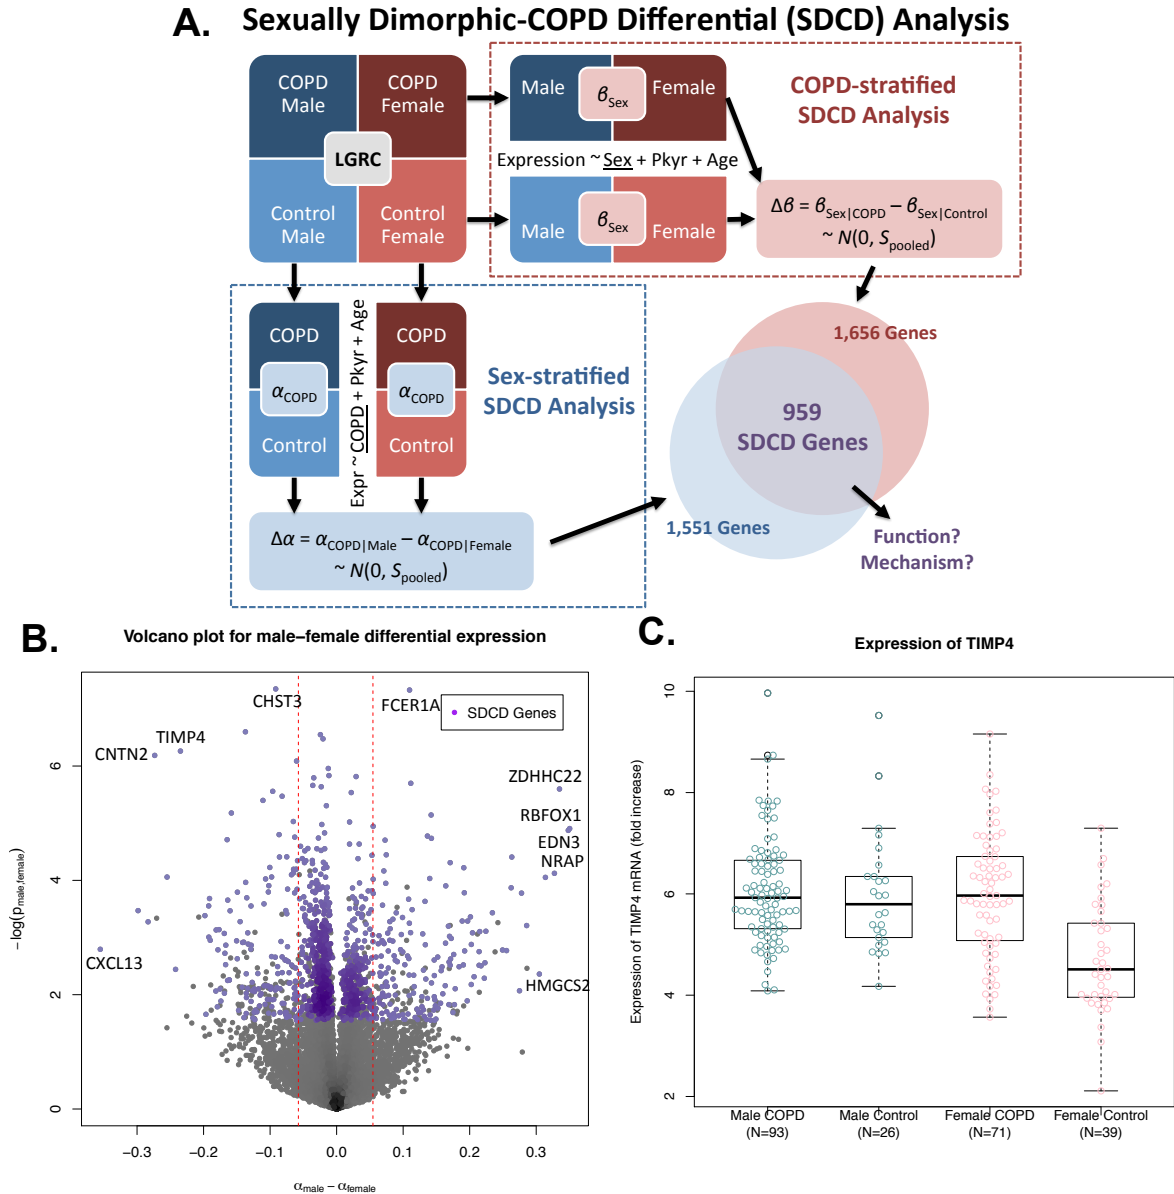 A.
Sexually Dimorphic-COPD Differential (SDCD) Analysis
COPD
Male
COPD
Female
LGRC
Control
Male
Control
Female
Male
βSex
Female
Expression ~ Sex + Pkyr + Age
Male
βSex
Female
COPD-stratified
SDCD Analysis
Δβ = βSex|COPD − βSex|Control
~ N(0, Spooled)
COPD
αCOPD
Control
Expr ~ COPD + Pkyr + Age
COPD
αCOPD
Control
Sex-stratified
SDCD Analysis
Δα = αCOPD|Male − αCOPD|Female
~ N(0, Spooled)
1,656 Genes
959
SDCD Genes
1,551 Genes
Function?
Mechanism?
B.
Volcano plot for male−female differential expression
CHST3
FCER1A
SDCD Genes
TIMP4
CNTN2
ZDHHC22
RBFOX1
EDN3
NRAP
CXCL13
HMGCS2
−log(pmale,female)
6
4
2
0
−0.3
−0.2
−0.1
0.0
0.1
0.2
0.3
αmale − αfemale
C.
Expression of TIMP4
Expression of TIMP4 mRNA (fold increase)
10
8
6
4
2
Male COPD
(N=93)
Male Control
(N=26)
Female COPD
(N=71)
Female Control
(N=39)